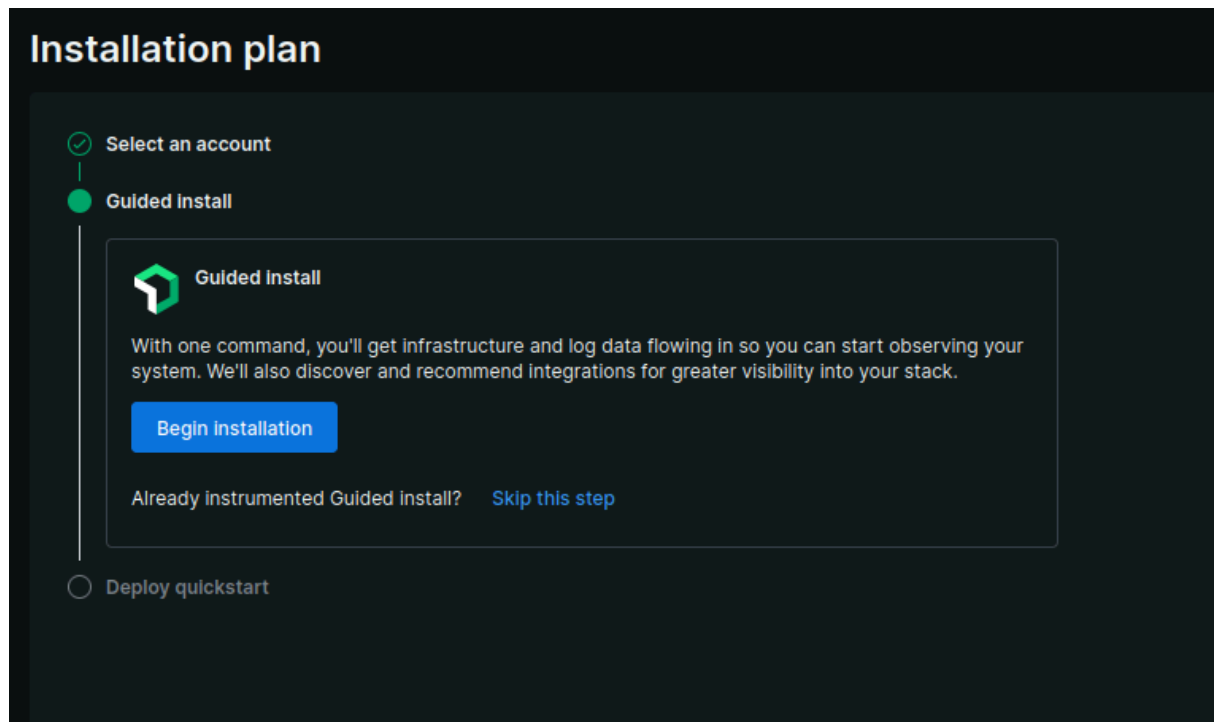 Installation plan
Select an account
Guided install
Guided install
With one command, you'll get infrastructure and log data flowing in so you can start observing your
system. We'll also discover and recommend integrations for greater visibility into your stack.
Begin installation
Already instrumented Guided install? Skip this step
Deploy quickstart